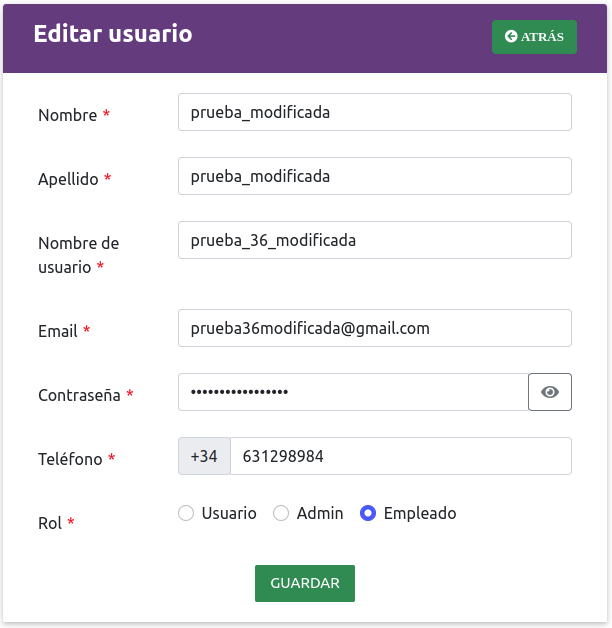 Editar usuario
ATRÁS
Nombre *
prueba_modificada
Apellido *
prueba_modificada
Nombre de
usuario *
prueba_36_modificada
Email *
prueba36modificada@gmail.com
Contraseña *
•••••••••••••••••
Teléfono *
+34 631298984
Rol *
Usuario Admin Empleado
GUARDAR